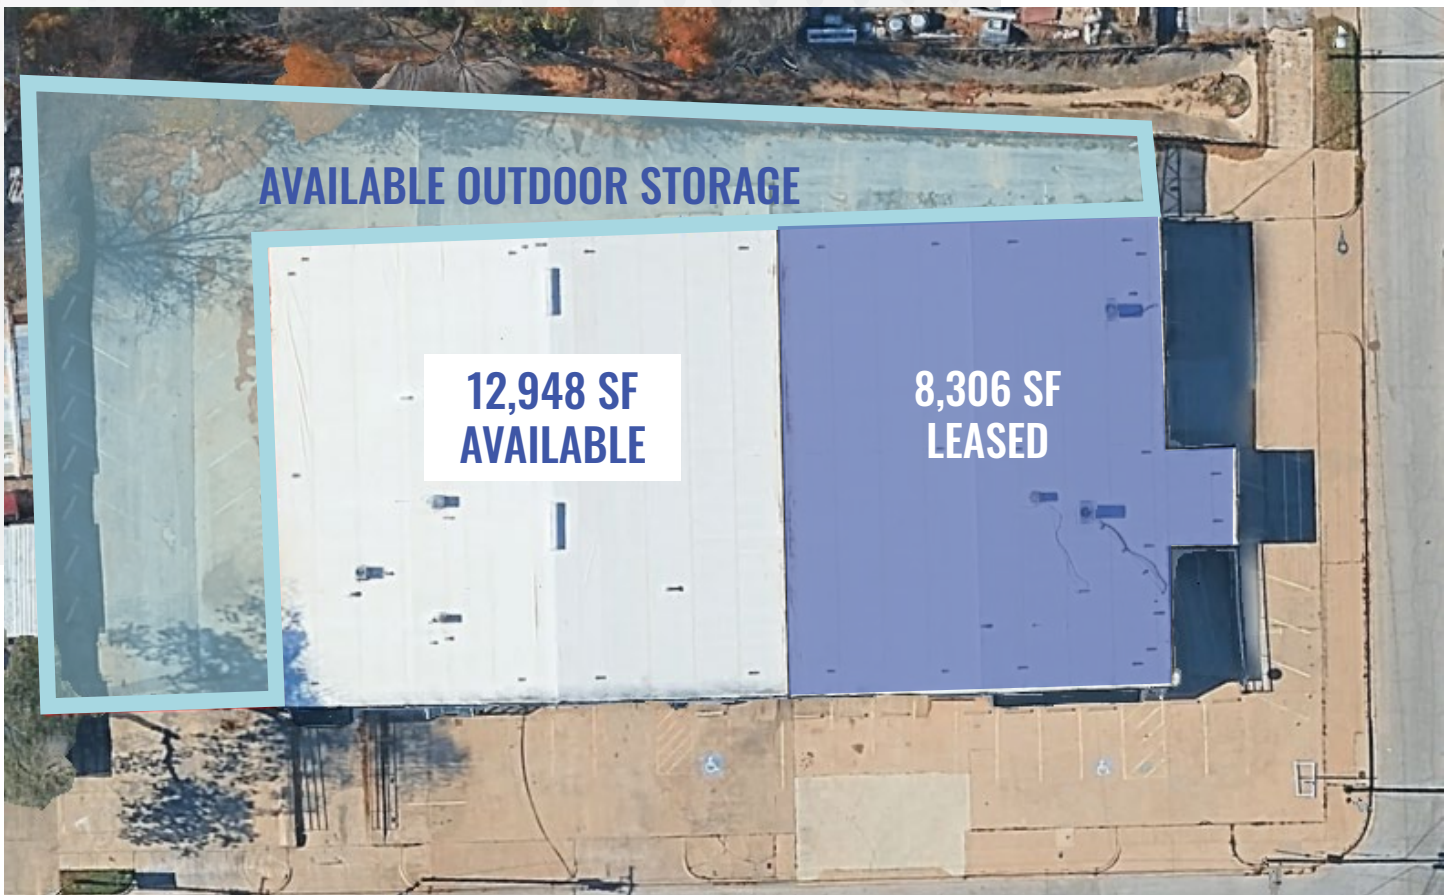 AVAILABLE OUTDOOR STORAGE
12,948 SF
AVAILABLE
8,306 SF
LEASED